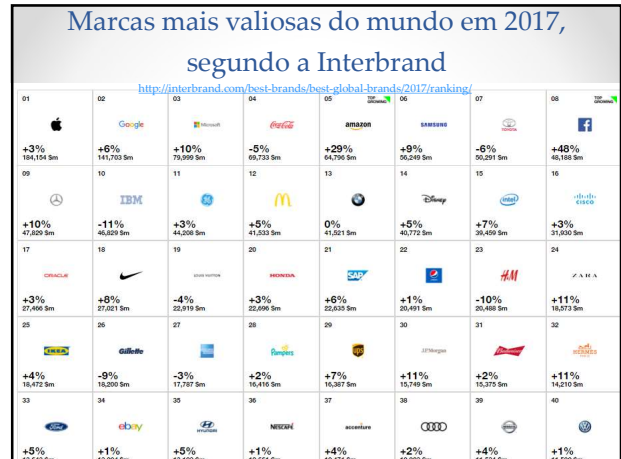 Marcas mais valiosas do mundo em 2017,
segundo a Interbrand
http://interbrand.com/best-brands/best-global-brands/2017/ranking/
01 02 03 04 05 TOP GROWING 06 07 08 TOP GROWING
Google Microsoft Coca-Cola amazon SAMSUNG TOYOTA f
+3% +6% +10% -5% +29% +9% -6% +48%
184,154 $m 141,703 $m 79,999 $m 69,733 $m 64,796 $m 56,249 $m 50,291 $m 48,188 $m
09 10 11 12 13 14 15 16
IBM GE M Disney intel CISCO
+10% -11% +3% +5% 0% +5% +7% +3%
47,829 $m 46,829 $m 44,208 $m 41,533 $m 41,521 $m 40,772 $m 39,459 $m 31,930 $m
17 18 19 20 21 22 23 24
ORACLE LOUIS VUITTON HONDA SAP H&M ZARA
+3% +8% -4% +3% +6% +1% -10% +11%
27,466 $m 27,021 $m 22,919 $m 22,696 $m 22,635 $m 20,491 $m 20,488 $m 18,573 $m
25 26 27 28 29 30 31 32
IKEA Gillette Pampers ups J.P.Morgan Budweiser HERMES
+4% -9% -3% +2% +7% +11% +2% +11%
18,472 $m 18,200 $m 17,787 $m 16,416 $m 16,387 $m 15,749 $m 15,375 $m 14,210 $m
33 34 35 36 37 38 39 40
Ford ebay HYUNDAI NESCAFÉ accenture
+5% +1% +5% +1% +4% +2% +4% +1%